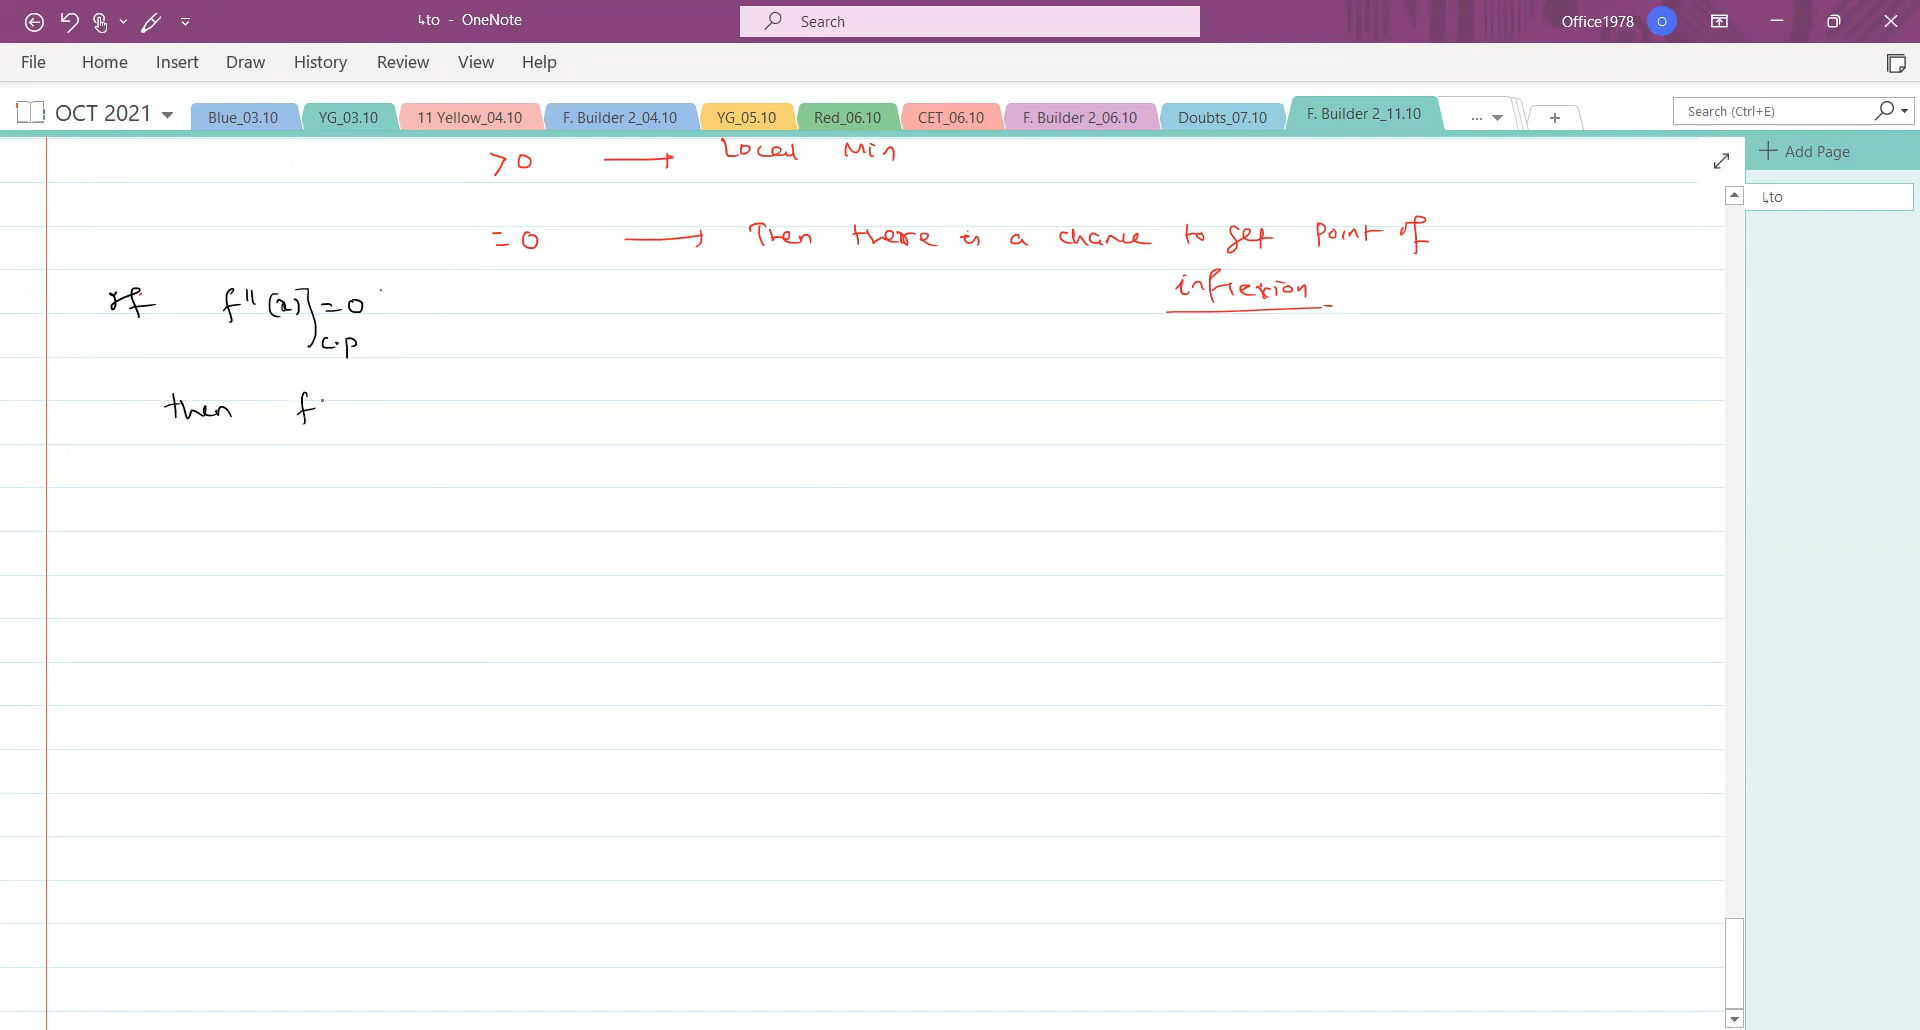 ↳to - OneNote
Search
Office1978
O
File Home Insert Draw History Review View Help
OCT 2021
Blue_03.10
YG_03.10
11 Yellow_04.10
F. Builder 2_04.10
YG_05.10
Red_06.10
CET_06.10
F. Builder 2_06.10
Doubts_07.10
F. Builder 2_11.10
...
+
Search (Ctrl+E)
+ Add Page
↳to
>0 ⟶ Local Min
=0 ⟶ Then there is a chance to get point of
inflexion
If f''(x)]=0
c.p
then f